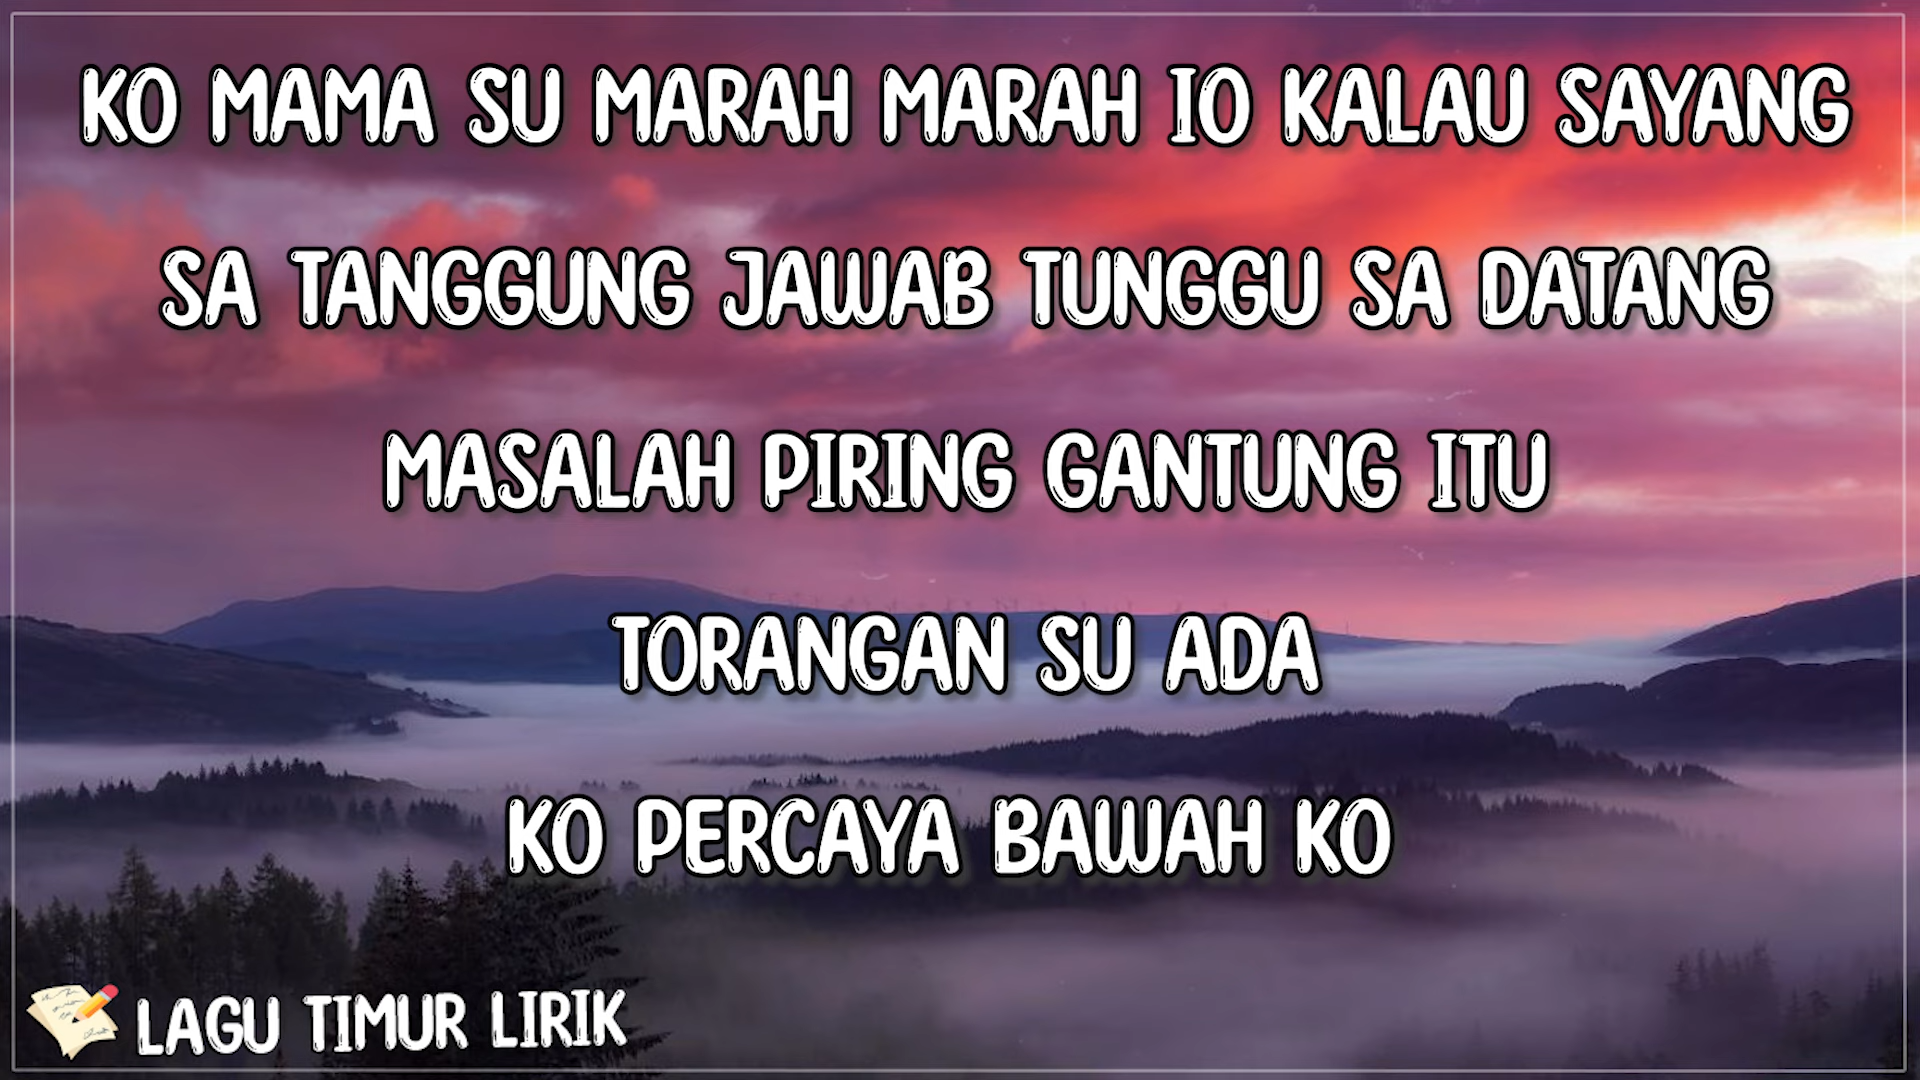 KO MAMA SU MARAH MARAH IO KALAU SAYANG
SA TANGGUNG JAWAB TUNGGU SA DATANG
MASALAH PIRING GANTUNG ITU
TORANGAN SU ADA
KO PERCAYA BAWAH KO
LAGU TIMUR LIRIK